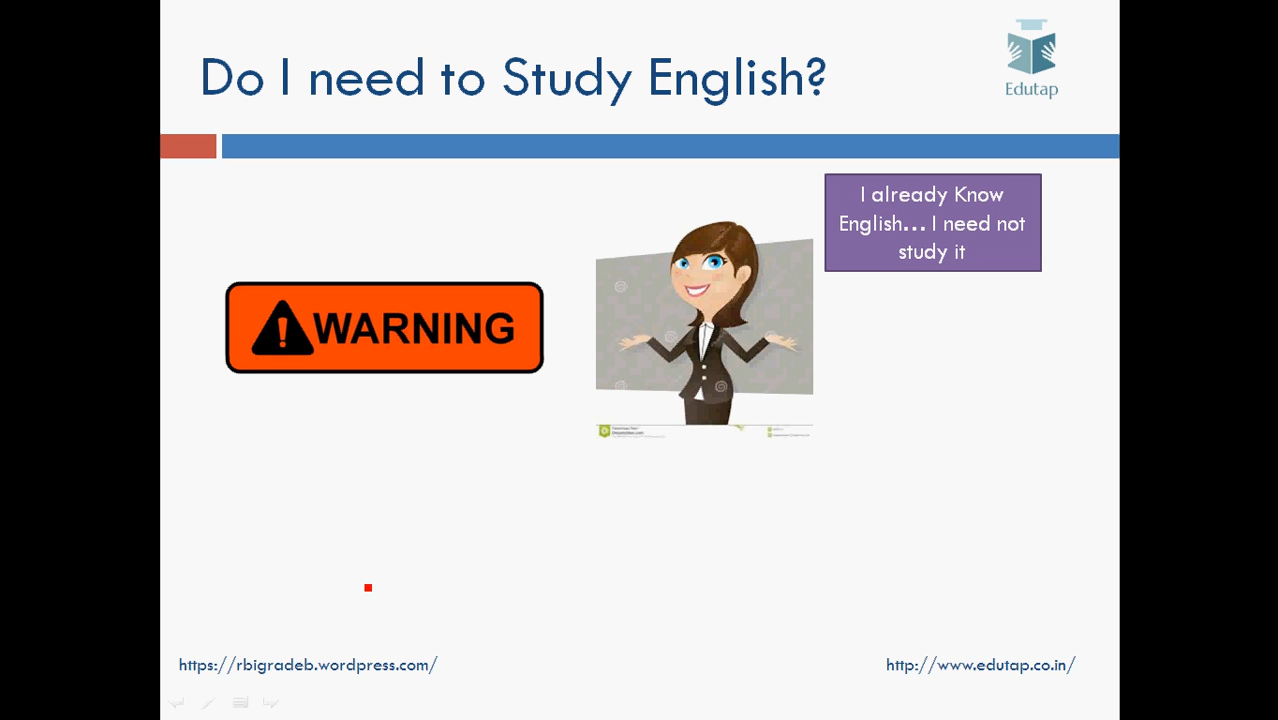 Do I need to Study English?
Edutap
I already Know
English... I need not
study it
WARNING
https://rbigradeb.wordpress.com/
http://www.edutap.co.in/